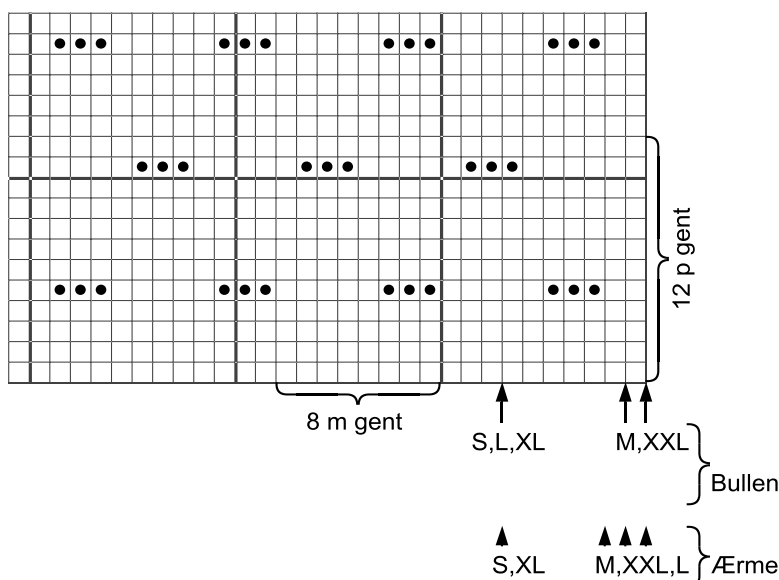 12 p gent
8 m gent
S,L,XL
M,XXL
Bullen
S,XL
M,XXL,L
Ærme